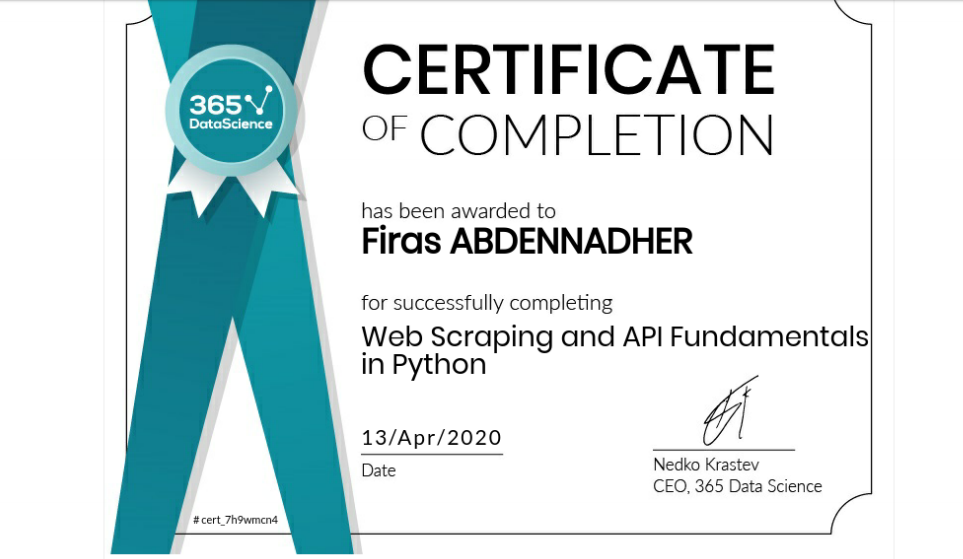 365
DataScience
CERTIFICATE
OF COMPLETION
has been awarded to
Firas ABDENNADHER
for successfully completing
Web Scraping and API Fundamentals
in Python
13/Apr/2020
Date
Nedko Krastev
CEO, 365 Data Science
#cert_7h9wmcn4